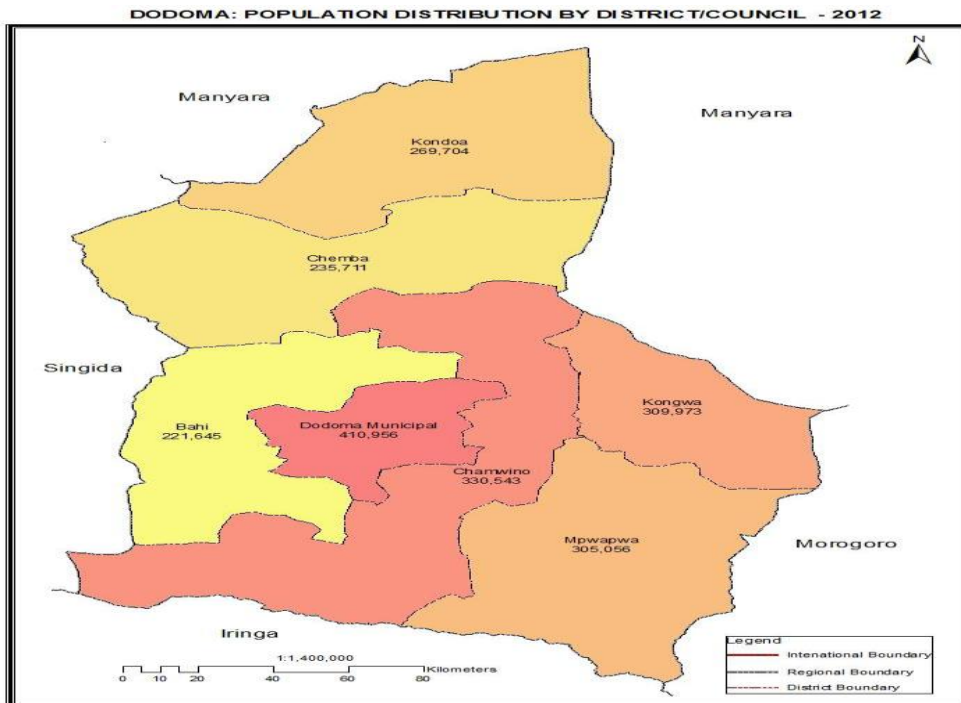 DODOMA: POPULATION DISTRIBUTION BY DISTRICT/COUNCIL - 2012
N
Manyara
Manyara
Kondoa
269,704
Chemba
235,711
Singida
Kongwa
309,973
Bahi
221,645
Dodoma Municipal
410,956
Chamwino
330,543
Mpwapwa
305,056
Morogoro
Iringa
1:1,400,000
Kilometers
0 10 20 40 60 80
Legend
Intenational Boundary
Regional Boundary
District Boundary